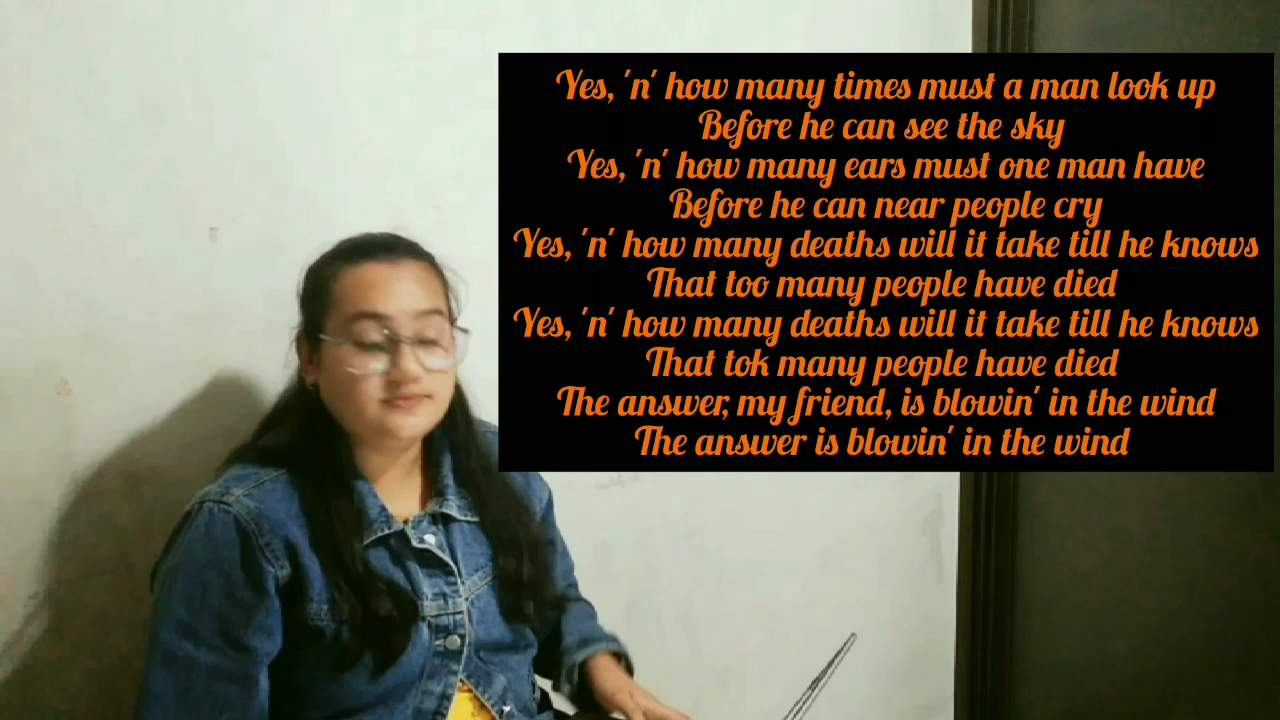 Yes, 'n' how many times must a man look up
Before he can see the sky
Yes, 'n' how many ears must one man have
Before he can near people cry
Yes, 'n' how many deaths will it take till he knows
That too many people have died
Yes, 'n' how many deaths will it take till he knows
That tok many people have died
The answer, my friend, is blowin' in the wind
The answer is blowin' in the wind